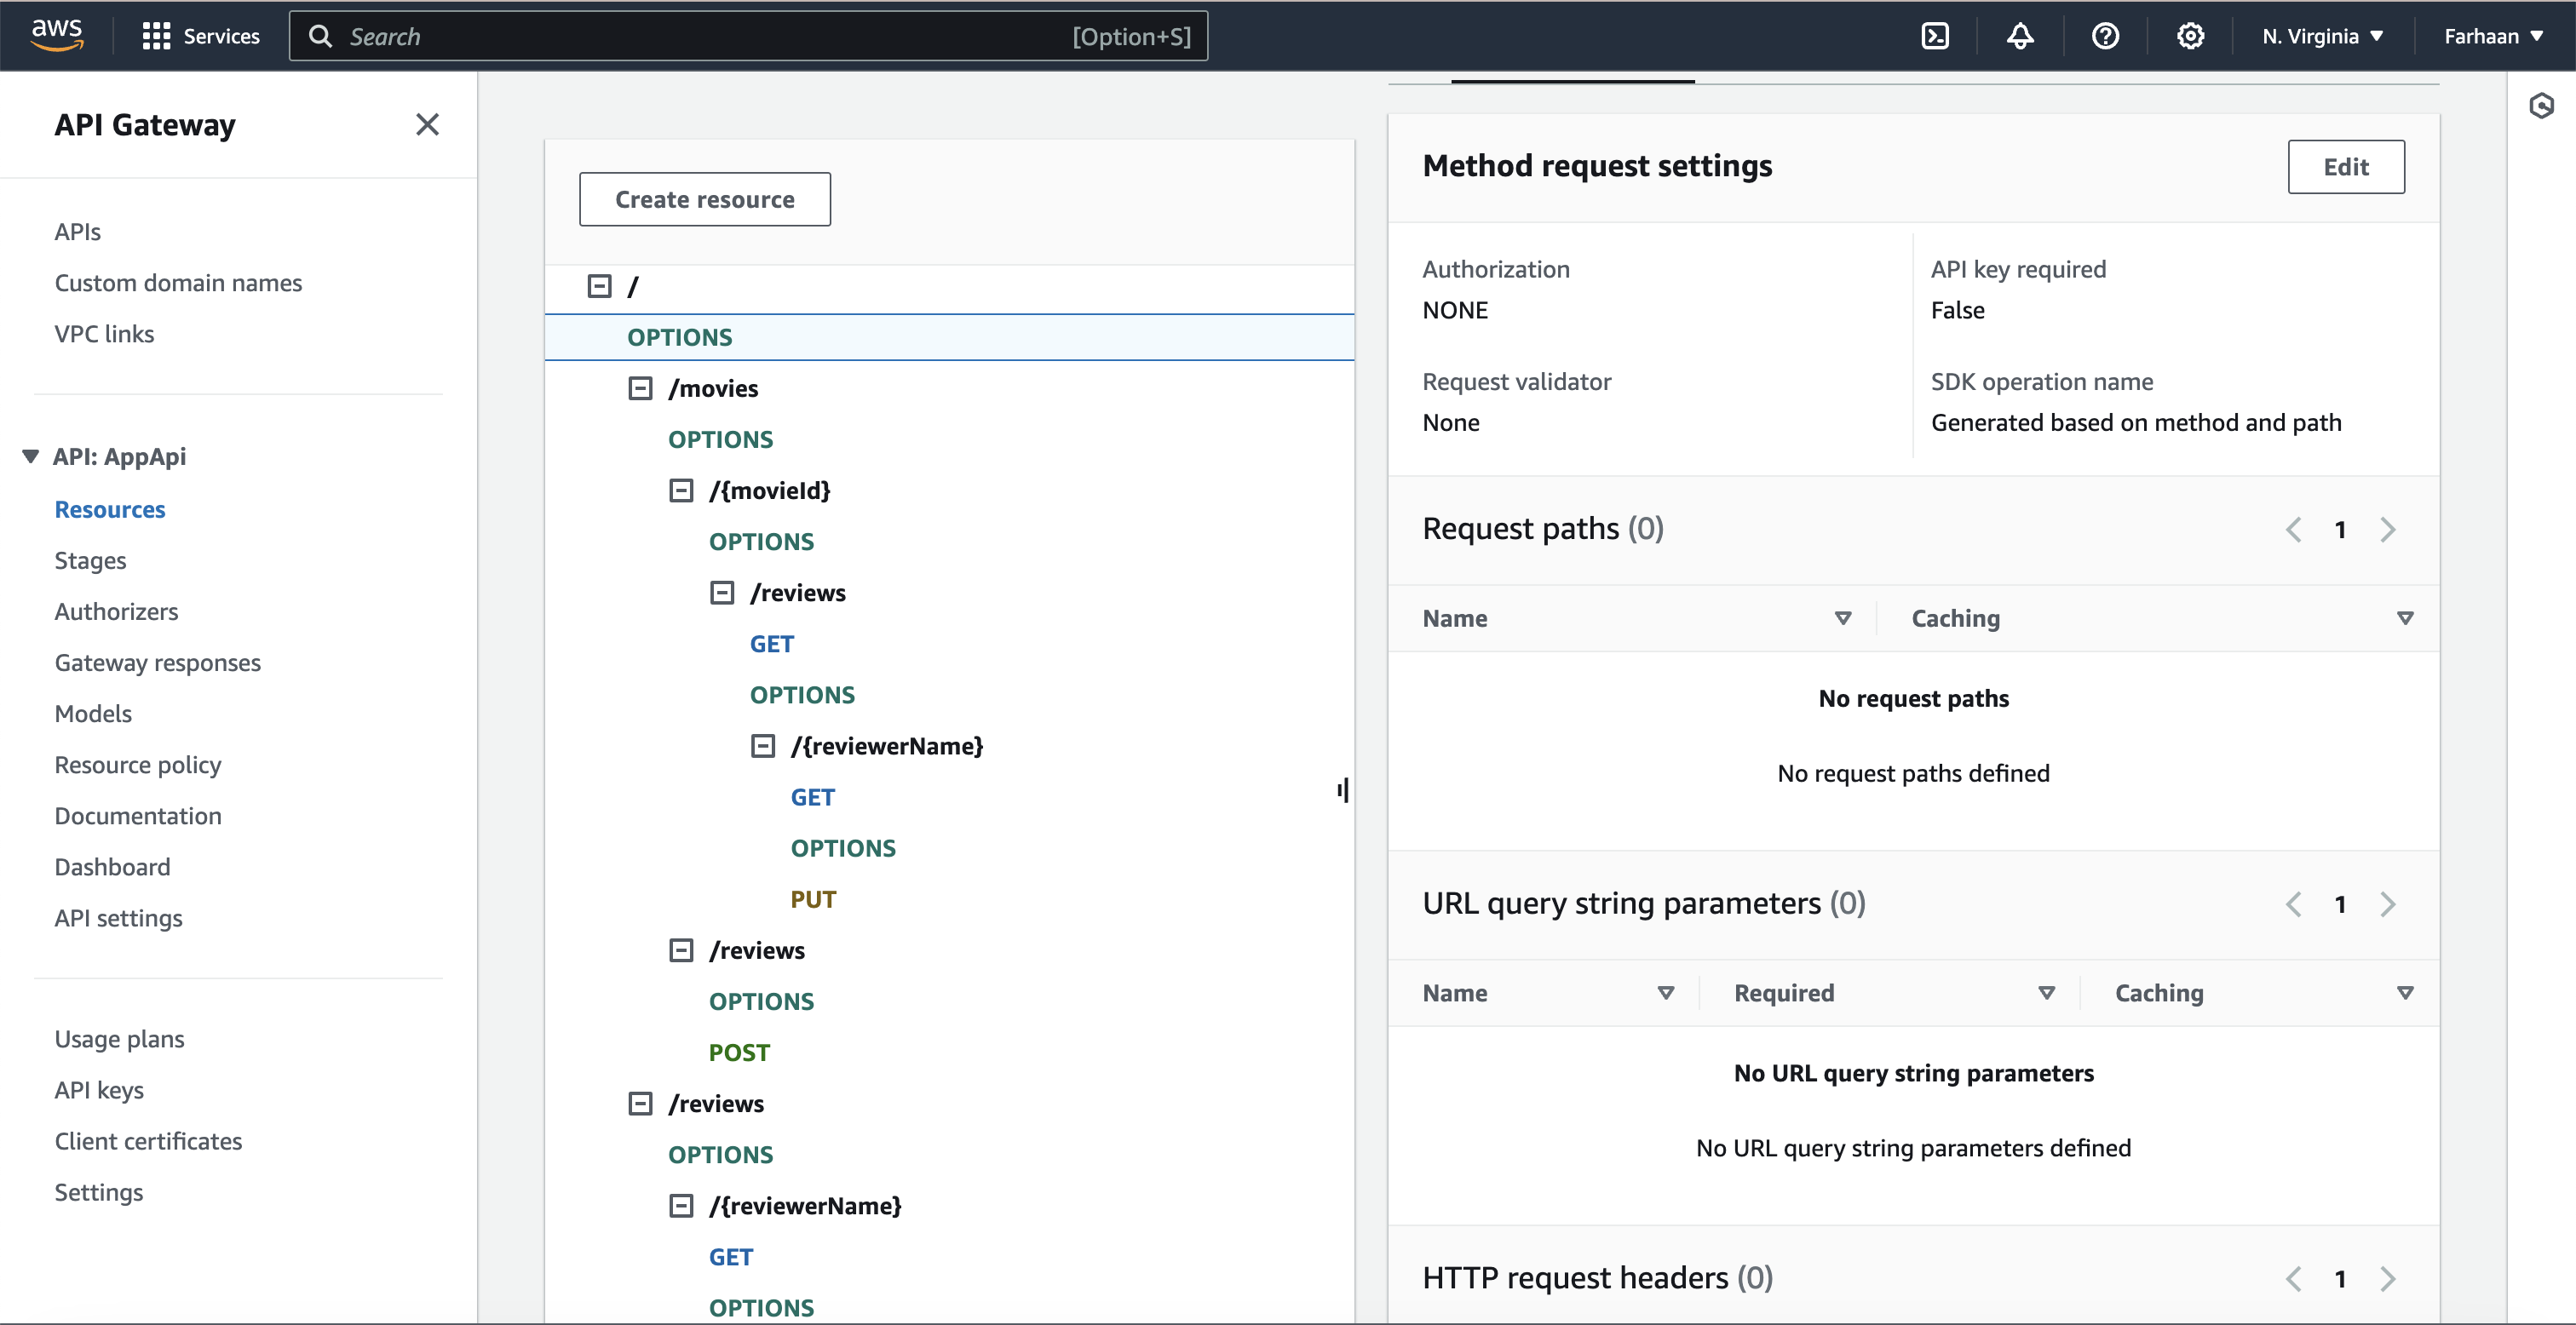 aws
Services
Search
[Option+S]
N. Virginia
Farhaan
API Gateway
APIs
Custom domain names
VPC links
API: AppApi
Resources
Stages
Authorizers
Gateway responses
Models
Resource policy
Documentation
Dashboard
API settings
Usage plans
API keys
Client certificates
Settings
Create resource
/
OPTIONS
/movies
OPTIONS
/{movieId}
OPTIONS
/reviews
GET
OPTIONS
/{reviewerName}
GET
OPTIONS
PUT
/reviews
OPTIONS
POST
/reviews
OPTIONS
/{reviewerName}
GET
OPTIONS
Method request settings
Edit
Authorization
NONE
API key required
False
Request validator
None
SDK operation name
Generated based on method and path
Request paths (0)
1
Name
Caching
No request paths
No request paths defined
URL query string parameters (0)
1
Name
Required
Caching
No URL query string parameters
No URL query string parameters defined
HTTP request headers (0)
1